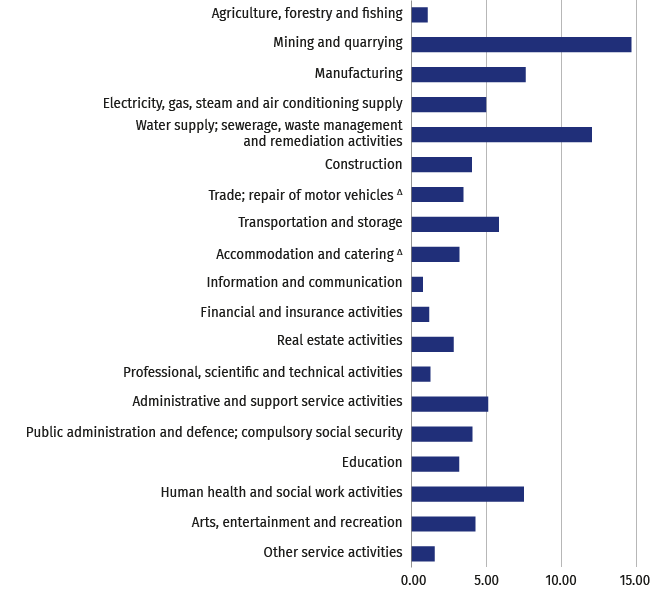 Agriculture, forestry and fishing
Mining and quarrying
Manufacturing
Electricity, gas, steam and air conditioning supply
Water supply; sewerage, waste management
and remediation activities
Construction
Trade; repair of motor vehicles ᐃ
Transportation and storage
Accommodation and catering ᐃ
Information and communication
Financial and insurance activities
Real estate activities
Professional, scientific and technical activities
Administrative and support service activities
Public administration and defence; compulsory social security
Education
Human health and social work activities
Arts, entertainment and recreation
Other service activities
0.00 5.00 10.00 15.00